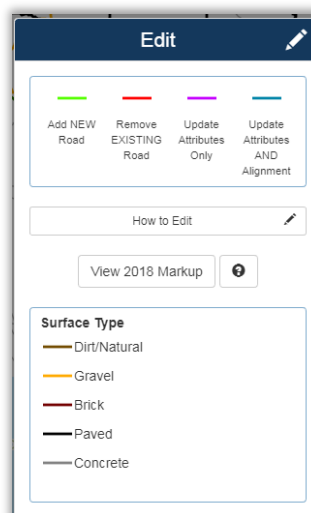 Edit
Add NEW Road
Remove EXISTING Road
Update Attributes Only
Update Attributes AND Alignment
How to Edit
View 2018 Markup ?
Surface Type
Dirt/Natural
Gravel
Brick
Paved
Concrete